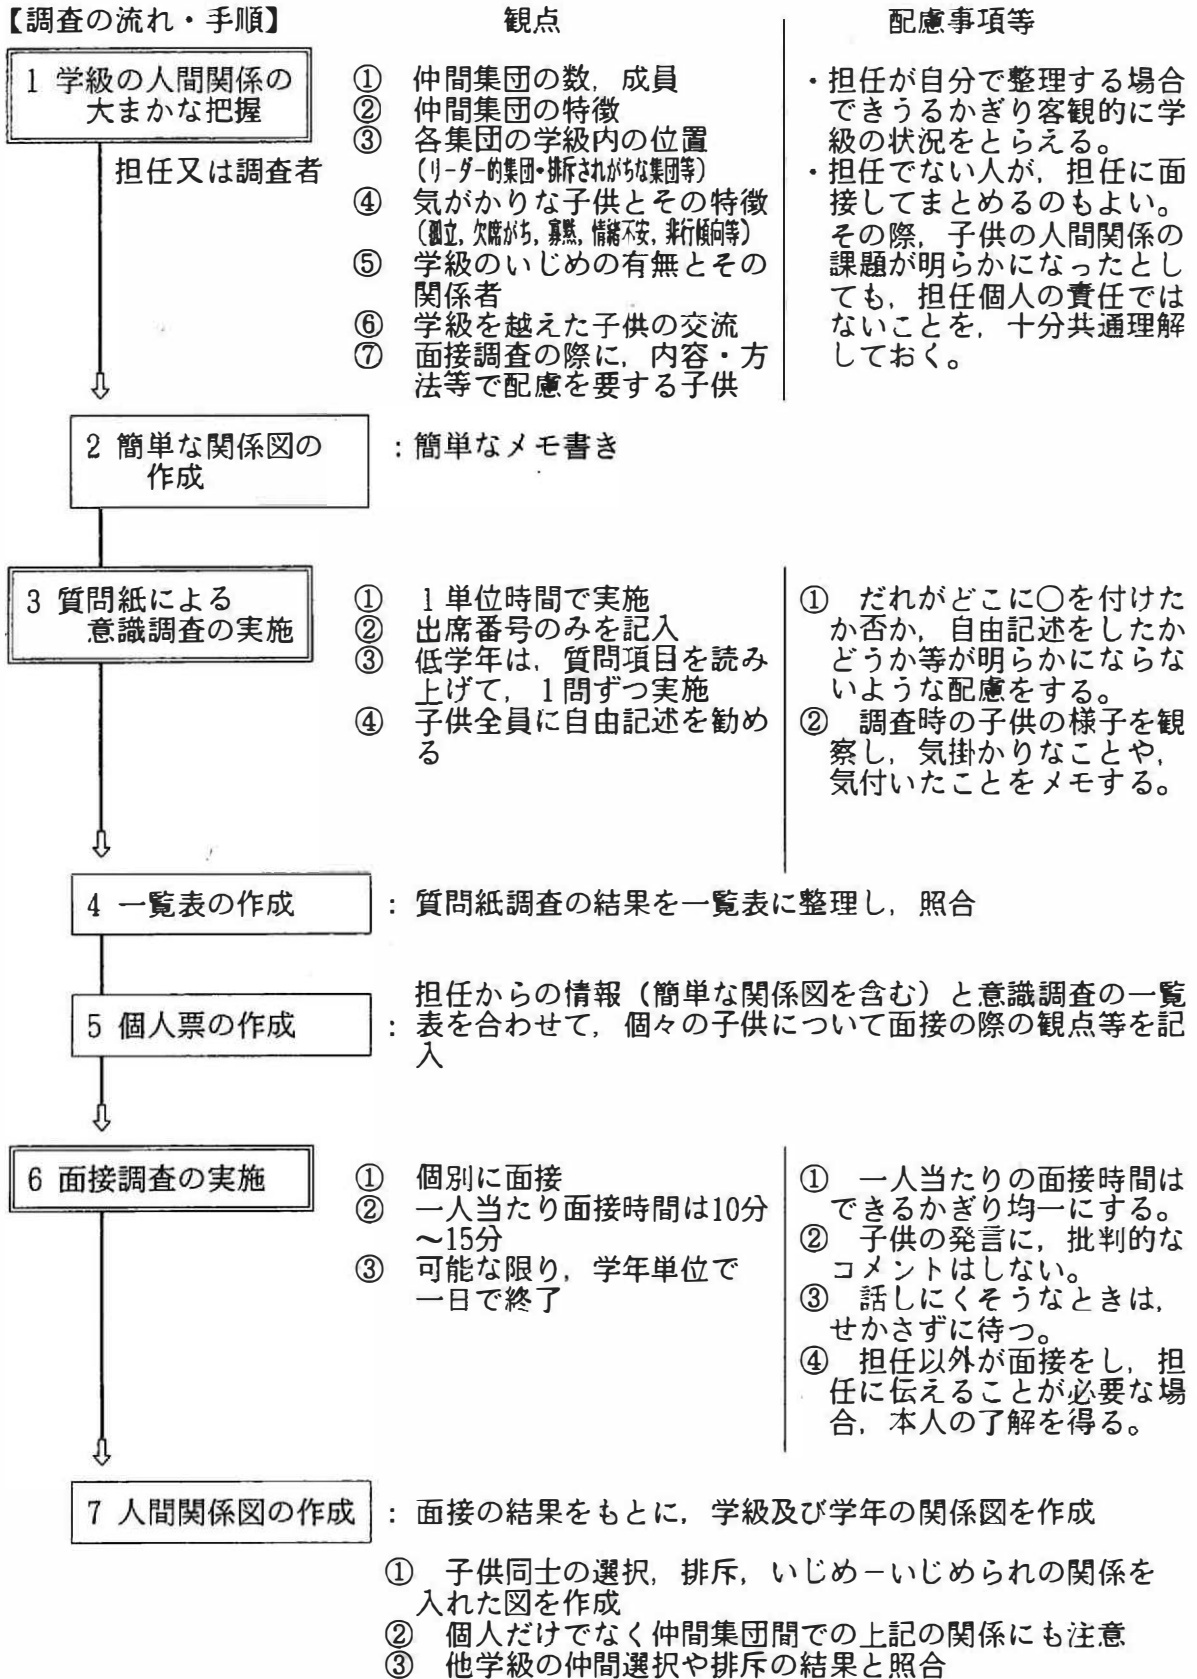 【調査の流れ・手順】 観点 配慮事項等
1 学級の人間関係の
大まかな把握
担任又は調査者
① 仲間集団の数，成員
② 仲間集団の特徴
③ 各集団の学級内の位置
（リーダー的集団・排斥されがちな集団等）
④ 気がかりな子供とその特徴
（孤立，欠席がち，寡黙，情緒不安，非行傾向等）
⑤ 学級のいじめの有無とその
関係者
⑥ 学級を越えた子供の交流
⑦ 面接調査の際に，内容・方
法等で配慮を要する子供
・担任が自分で整理する場合
できうるかぎり客観的に学
級の状況をとらえる。
・担任でない人が，担任に面
接してまとめるのもよい。
その際，子供の人間関係の
課題が明らかになったとし
ても，担任個人の責任では
ないことを，十分共通理解
しておく。
2 簡単な関係図の
作成
：簡単なメモ書き
3 質問紙による
意識調査の実施
① 1単位時間で実施
② 出席番号のみを記入
③ 低学年は，質問項目を読み
上げて，1問ずつ実施
④ 子供全員に自由記述を勧め
る
① だれがどこに○を付けた
か否か，自由記述をしたか
どうか等が明らかにならな
いような配慮をする。
② 調査時の子供の様子を観
察し，気掛かりなことや，
気付いたことをメモする。
4 一覧表の作成
：質問紙調査の結果を一覧表に整理し，照合
5 個人票の作成
担任からの情報（簡単な関係図を含む）と意識調査の一覧
：表を合わせて，個々の子供について面接の際の観点等を記
入
6 面接調査の実施
① 個別に面接
② 一人当たり面接時間は10分
～15分
③ 可能な限り，学年単位で
一日で終了
① 一人当たりの面接時間は
できるかぎり均一にする。
② 子供の発言に，批判的な
コメントはしない。
③ 話しにくそうなときは，
せかさずに待つ。
④ 担任以外が面接をし，担
任に伝えることが必要な場
合，本人の了解を得る。
7 人間関係図の作成
：面接の結果をもとに，学級及び学年の関係図を作成
① 子供同士の選択，排斥，いじめ－いじめられの関係を
入れた図を作成
② 個人だけでなく仲間集団間での上記の関係にも注意
③ 他学級の仲間選択や排斥の結果と照合